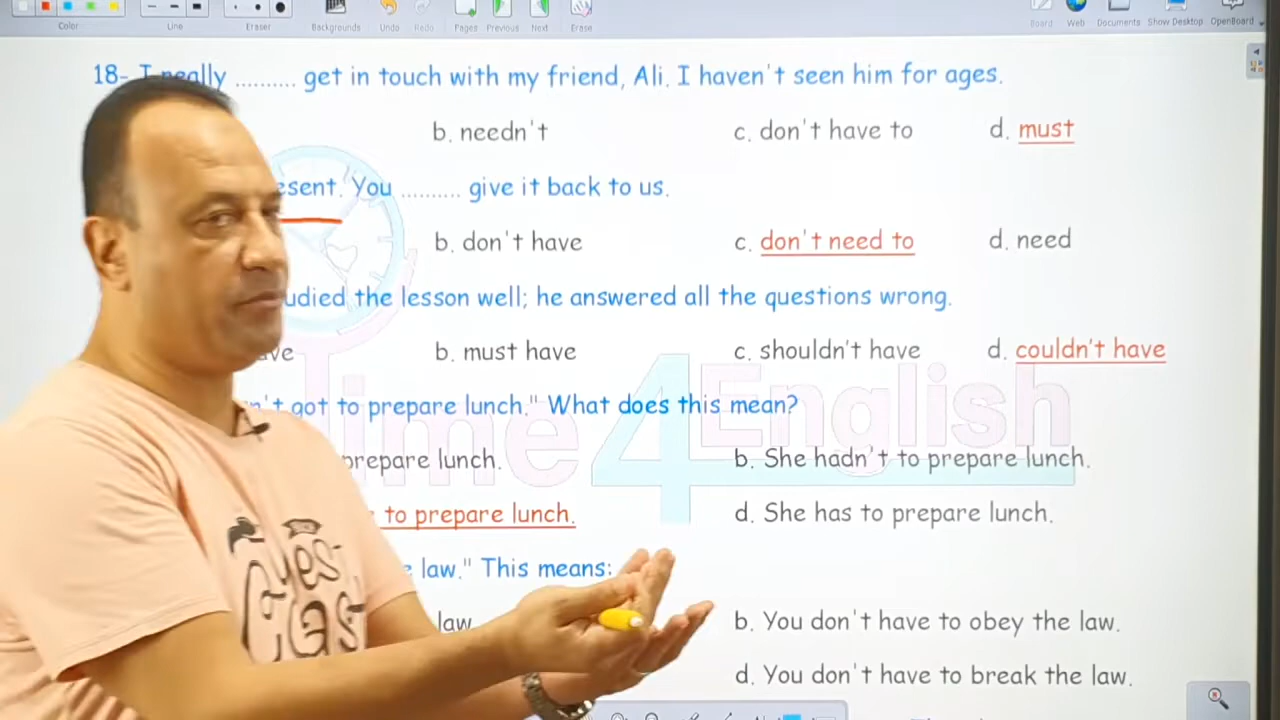 Color Line Eraser Backgrounds Undo Redo Pages Previous Next Erase Board Web Documents Show Desktop OpenBoard
18- I really .......... get in touch with my friend, Ali. I haven't seen him for ages.
b. needn't c. don't have to d. must
You .......... give it back to us.
b. don't have c. don't need to d. need
the lesson well; he answered all the questions wrong.
b. must have c. shouldn't have d. couldn't have
got to prepare lunch." What does this mean?
prepare lunch. b. She hadn't to prepare lunch.
to prepare lunch. d. She has to prepare lunch.
law." This means:
law b. You don't have to obey the law.
d. You don't have to break the law.
Time 4 English